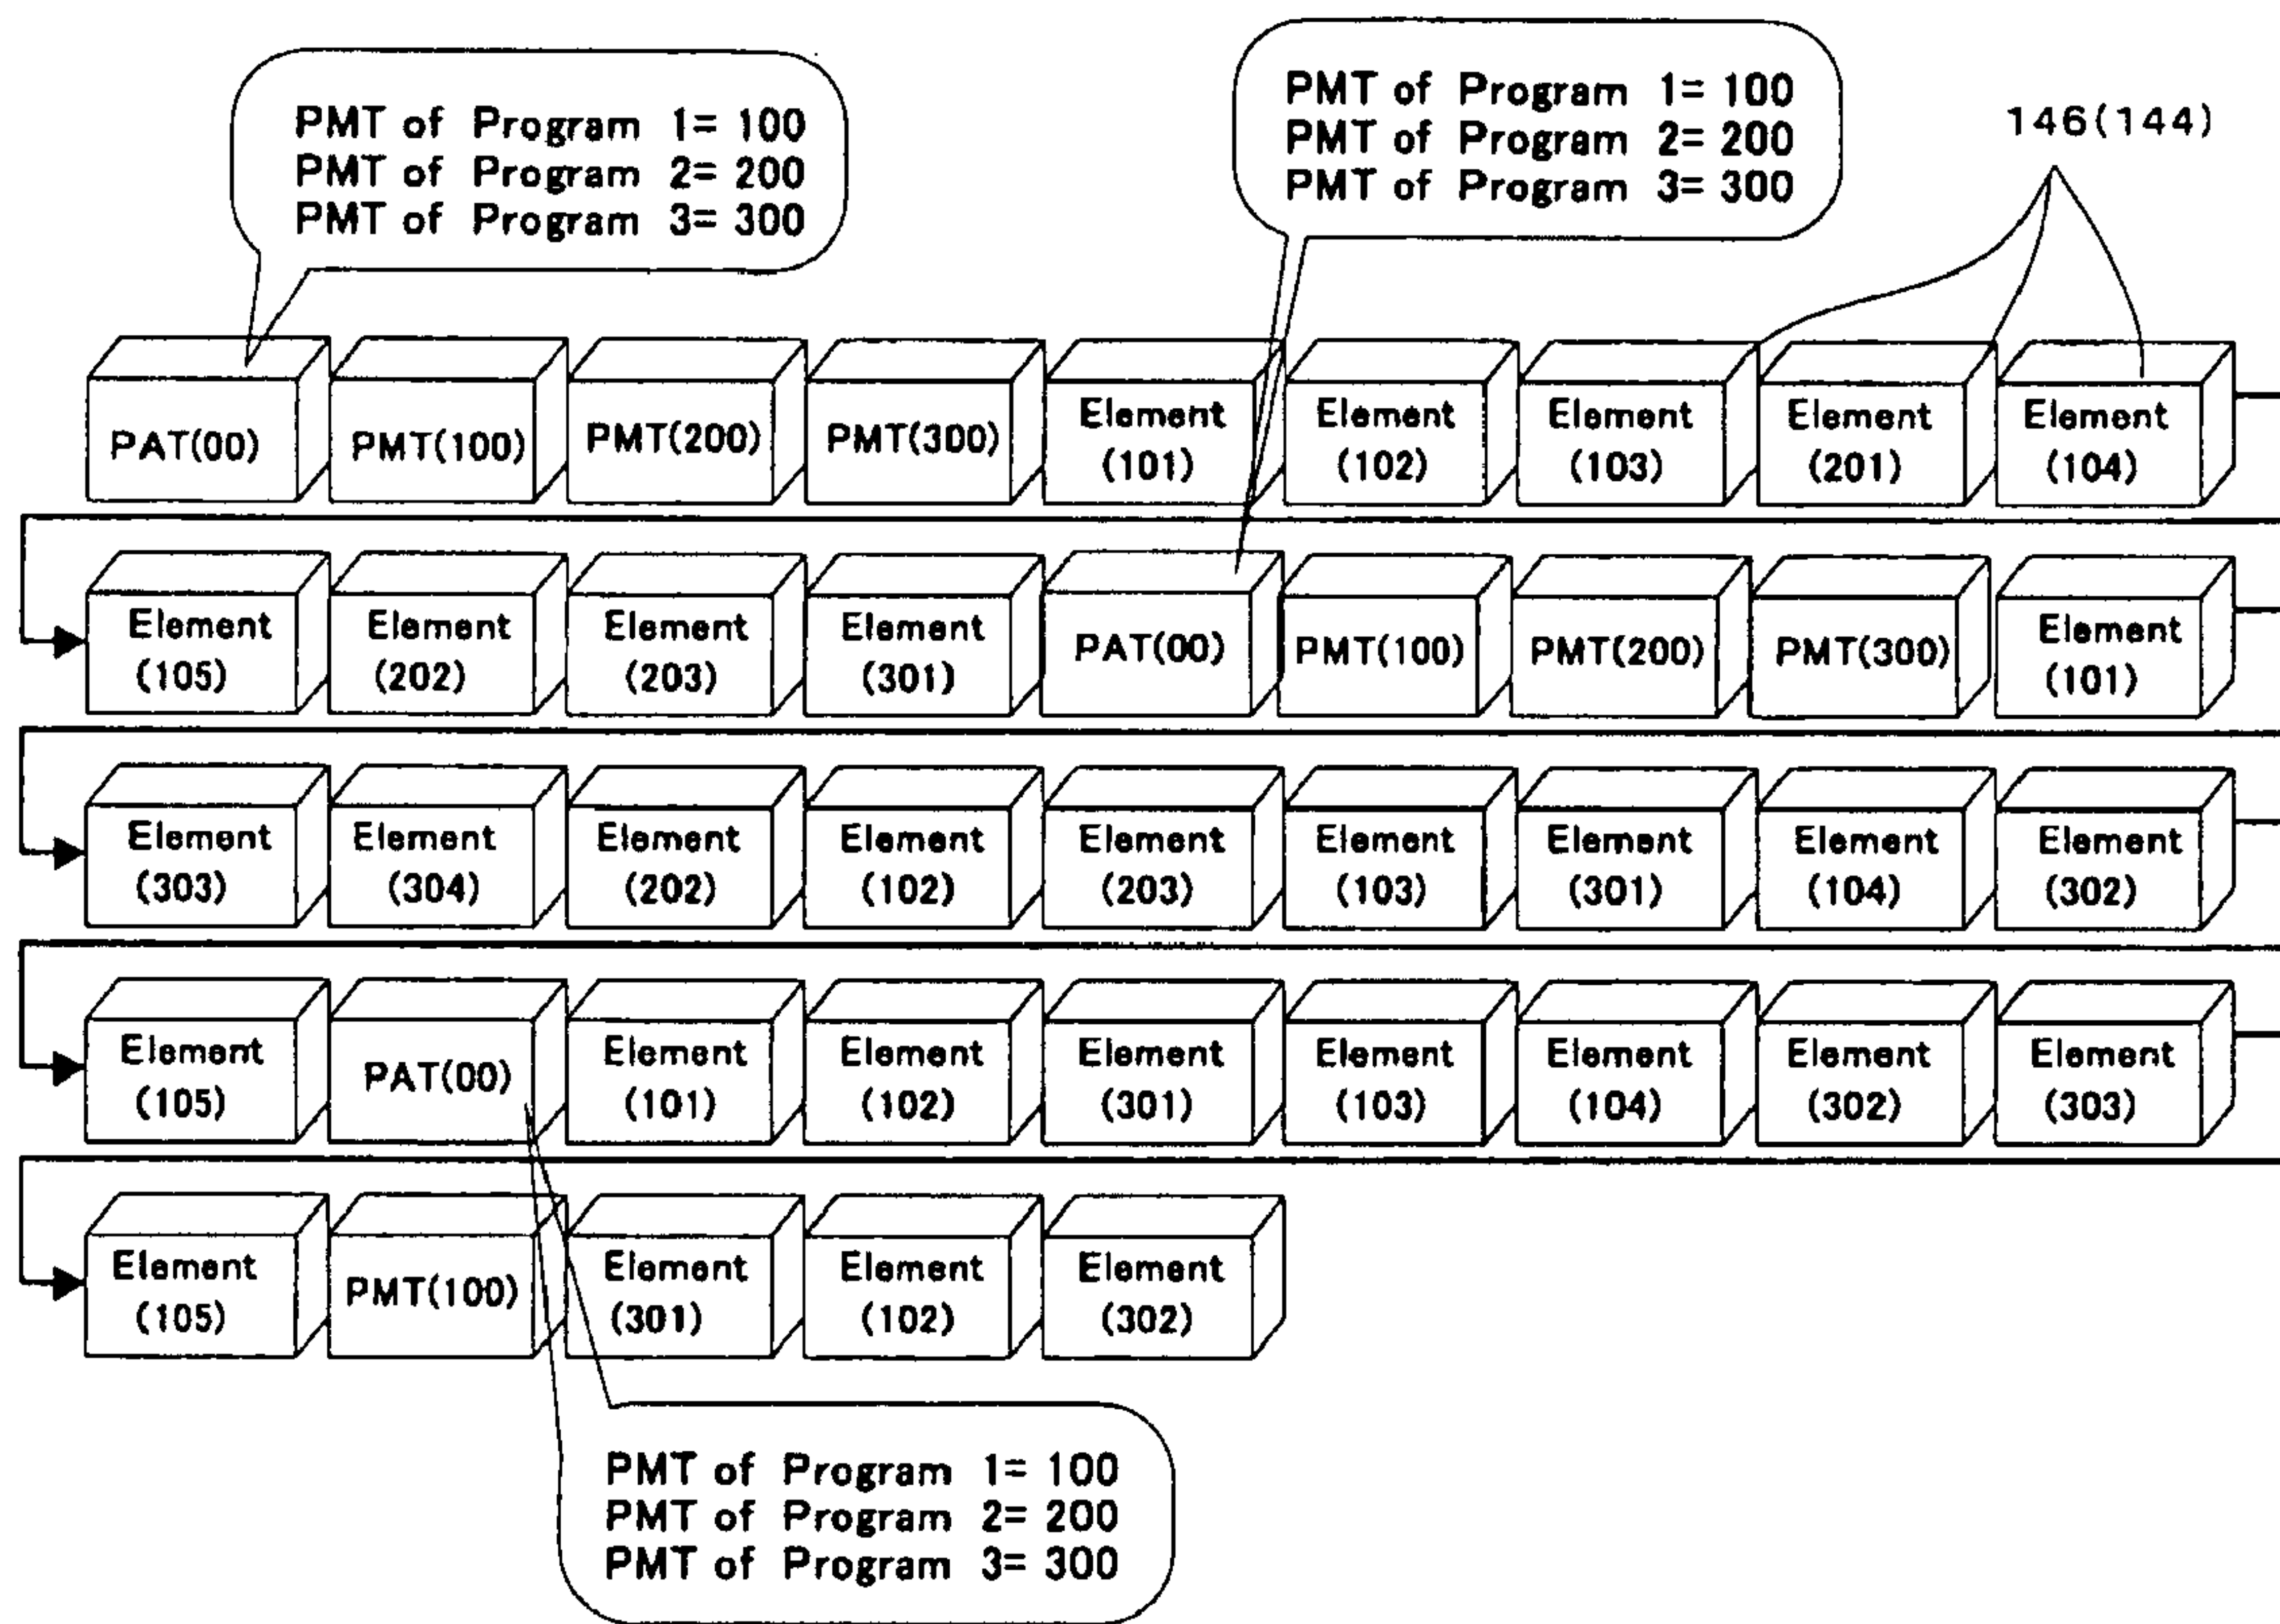 PMT of Program 1= 100
PMT of Program 2= 200
PMT of Program 3= 300
PMT of Program 1= 100
PMT of Program 2= 200
PMT of Program 3= 300
146(144)
PAT(00)
PMT(100)
PMT(200)
PMT(300)
Element
(101)
Element
(102)
Element
(103)
Element
(201)
Element
(104)
Element
(105)
Element
(202)
Element
(203)
Element
(301)
PAT(00)
PMT(100)
PMT(200)
PMT(300)
Element
(101)
Element
(303)
Element
(304)
Element
(202)
Element
(102)
Element
(203)
Element
(103)
Element
(301)
Element
(104)
Element
(302)
Element
(105)
PAT(00)
Element
(101)
Element
(102)
Element
(301)
Element
(103)
Element
(104)
Element
(302)
Element
(303)
Element
(105)
PMT(100)
Element
(301)
Element
(102)
Element
(302)
PMT of Program 1= 100
PMT of Program 2= 200
PMT of Program 3= 300